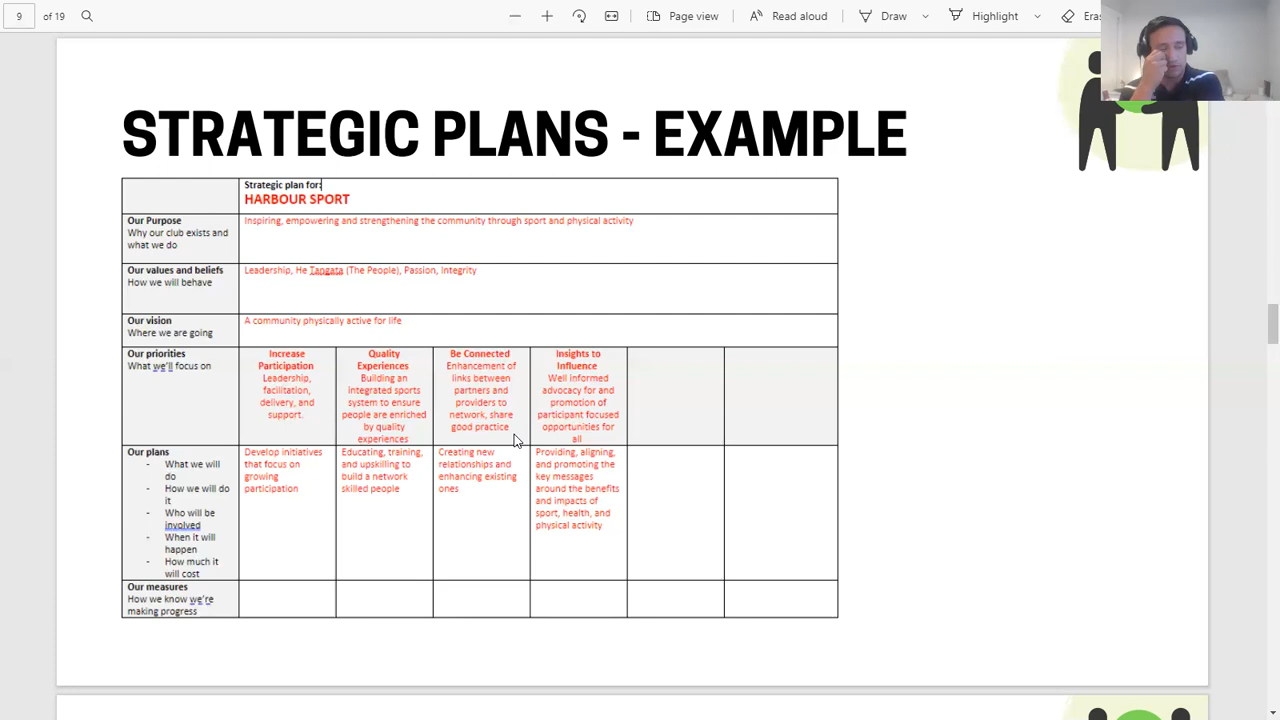 9 of 19 Page view Read aloud Draw Highlight
STRATEGIC PLANS - EXAMPLE
Strategic plan for:
HARBOUR SPORT
Our Purpose
Why our club exists and
what we do
Inspiring, empowering and strengthening the community through sport and physical activity
Our values and beliefs
How we will behave
Leadership, He Tangata (The People), Passion, Integrity
Our vision
Where we are going
A community physically active for life
Our priorities
What we'll focus on
Increase
Participation
Leadership,
facilitation,
delivery, and
support.
Quality
Experiences
Building an
integrated sports
system to ensure
people are enriched
by quality
experiences
Be Connected
Enhancement of
links between
partners and
providers to
network, share
good practice
Insights to
Influence
Well informed
advocacy for and
promotion of
participant focused
opportunities for
all
Our plans
- What we will
do
- How we will do
it
- Who will be
involved
- When it will
happen
- How much it
will cost
Develop initiatives
that focus on
growing
participation
Educating, training,
and upskilling to
build a network
skilled people
Creating new
relationships and
enhancing existing
ones
Providing, aligning,
and promoting the
key messages
around the benefits
and impacts of
sport, health, and
physical activity
Our measures
How we know we're
making progress